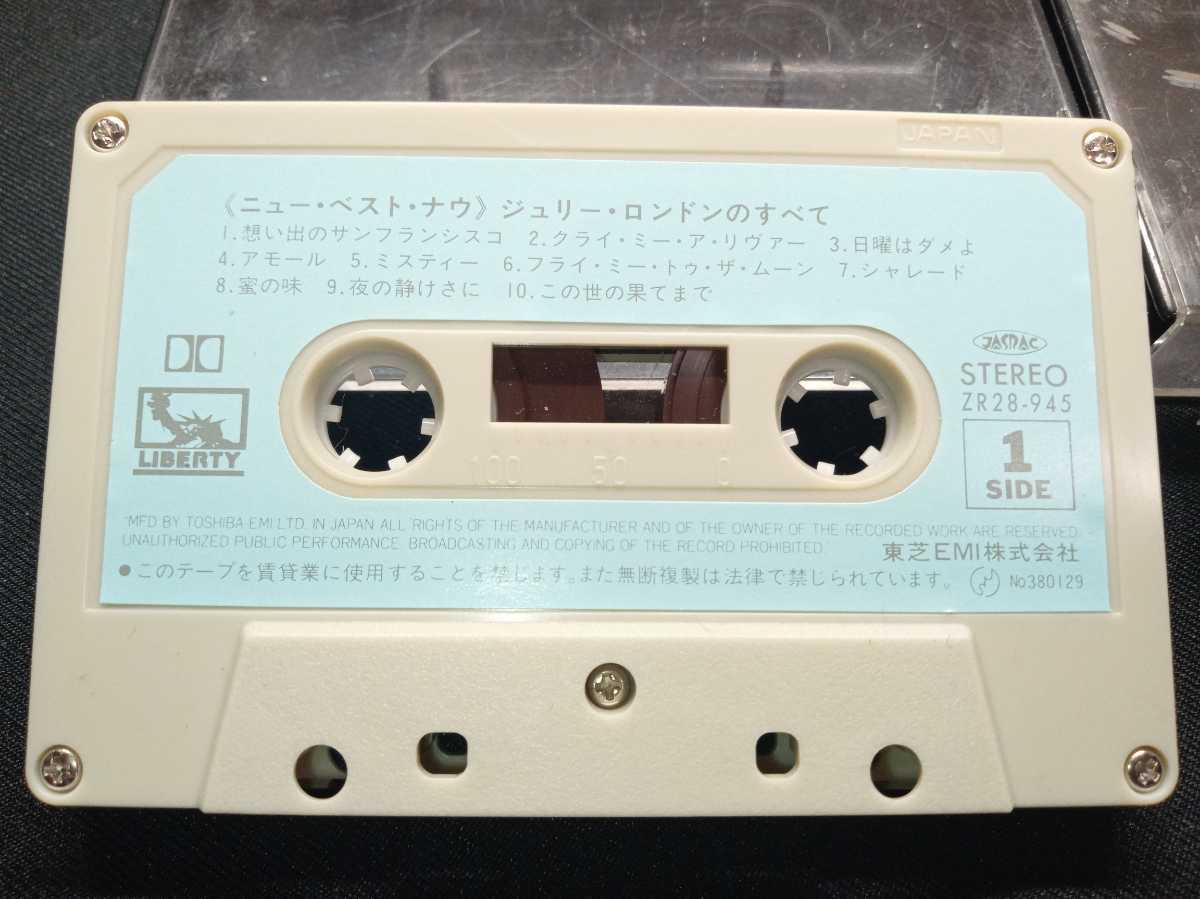 JAPAN
《ニュー・ベスト・ナウ》ジュリー・ロンドンのすべて
1.想い出のサンフランシスコ 2.クライ・ミー・ア・リヴァー 3.日曜はダメよ
4.アモール 5.ミスティー 6.フライ・ミー・トゥ・ザ・ムーン 7.シャレード
8.蜜の味 9.夜の静けさに 10.この世の果てまで
JASRAC
STEREO
ZR28-945
LIBERTY
1
SIDE
100 50 0
"MFD BY TOSHIBA EMI LTD. IN JAPAN ALL RIGHTS OF THE MANUFACTURER AND OF THE OWNER OF THE RECORDED WORK ARE RESERVED.
UNAUTHORIZED PUBLIC PERFORMANCE. BROADCASTING AND COPYING OF THE RECORD PROHIBITED." 東芝EMI株式会社
●このテープを賃貸業に使用することを禁じます。また無断複製は法律で禁じられています。 No380129